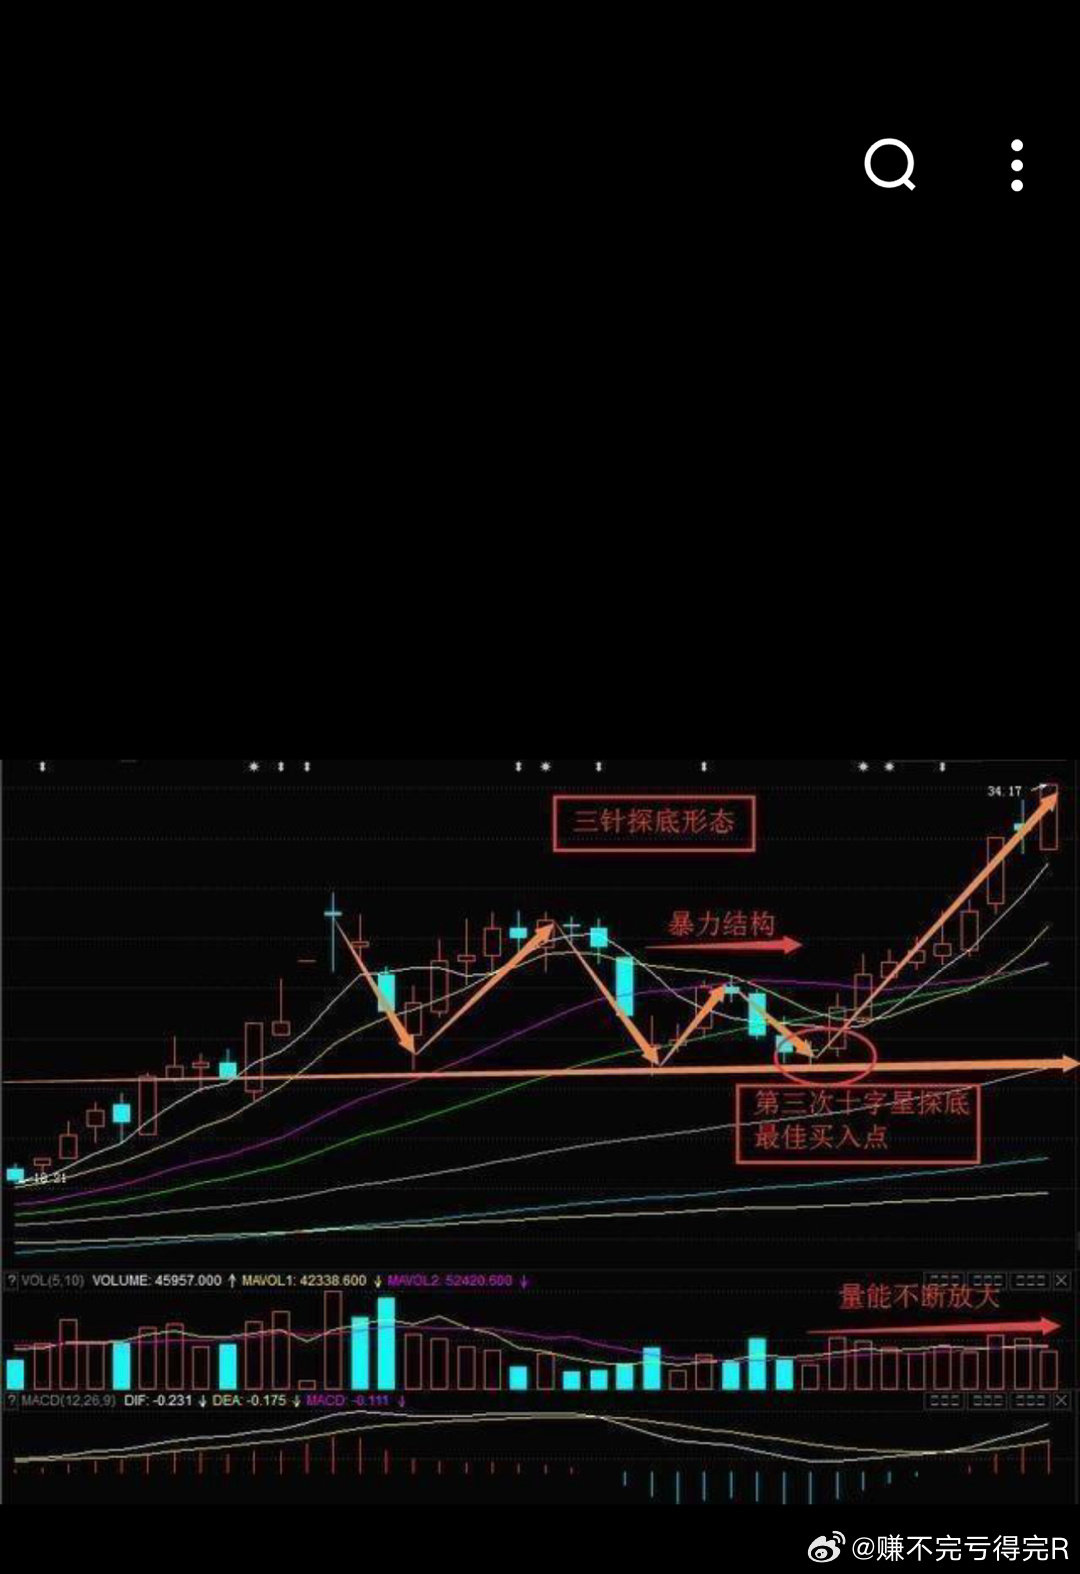 34.17
三针探底形态
暴力结构
第三次十字星探底
最佳买入点
18.21
? VOL(5,10) VOLUME: 45957.000 ↑ MAVOL1: 42338.600 ↓ MAVOL2: 52420.600 ↓
量能不断放大
? MACD(12,26,9) DIF: -0.231 ↓ DEA: -0.175 ↓ MACD: -0.111 ↓
@赚不完亏得完R